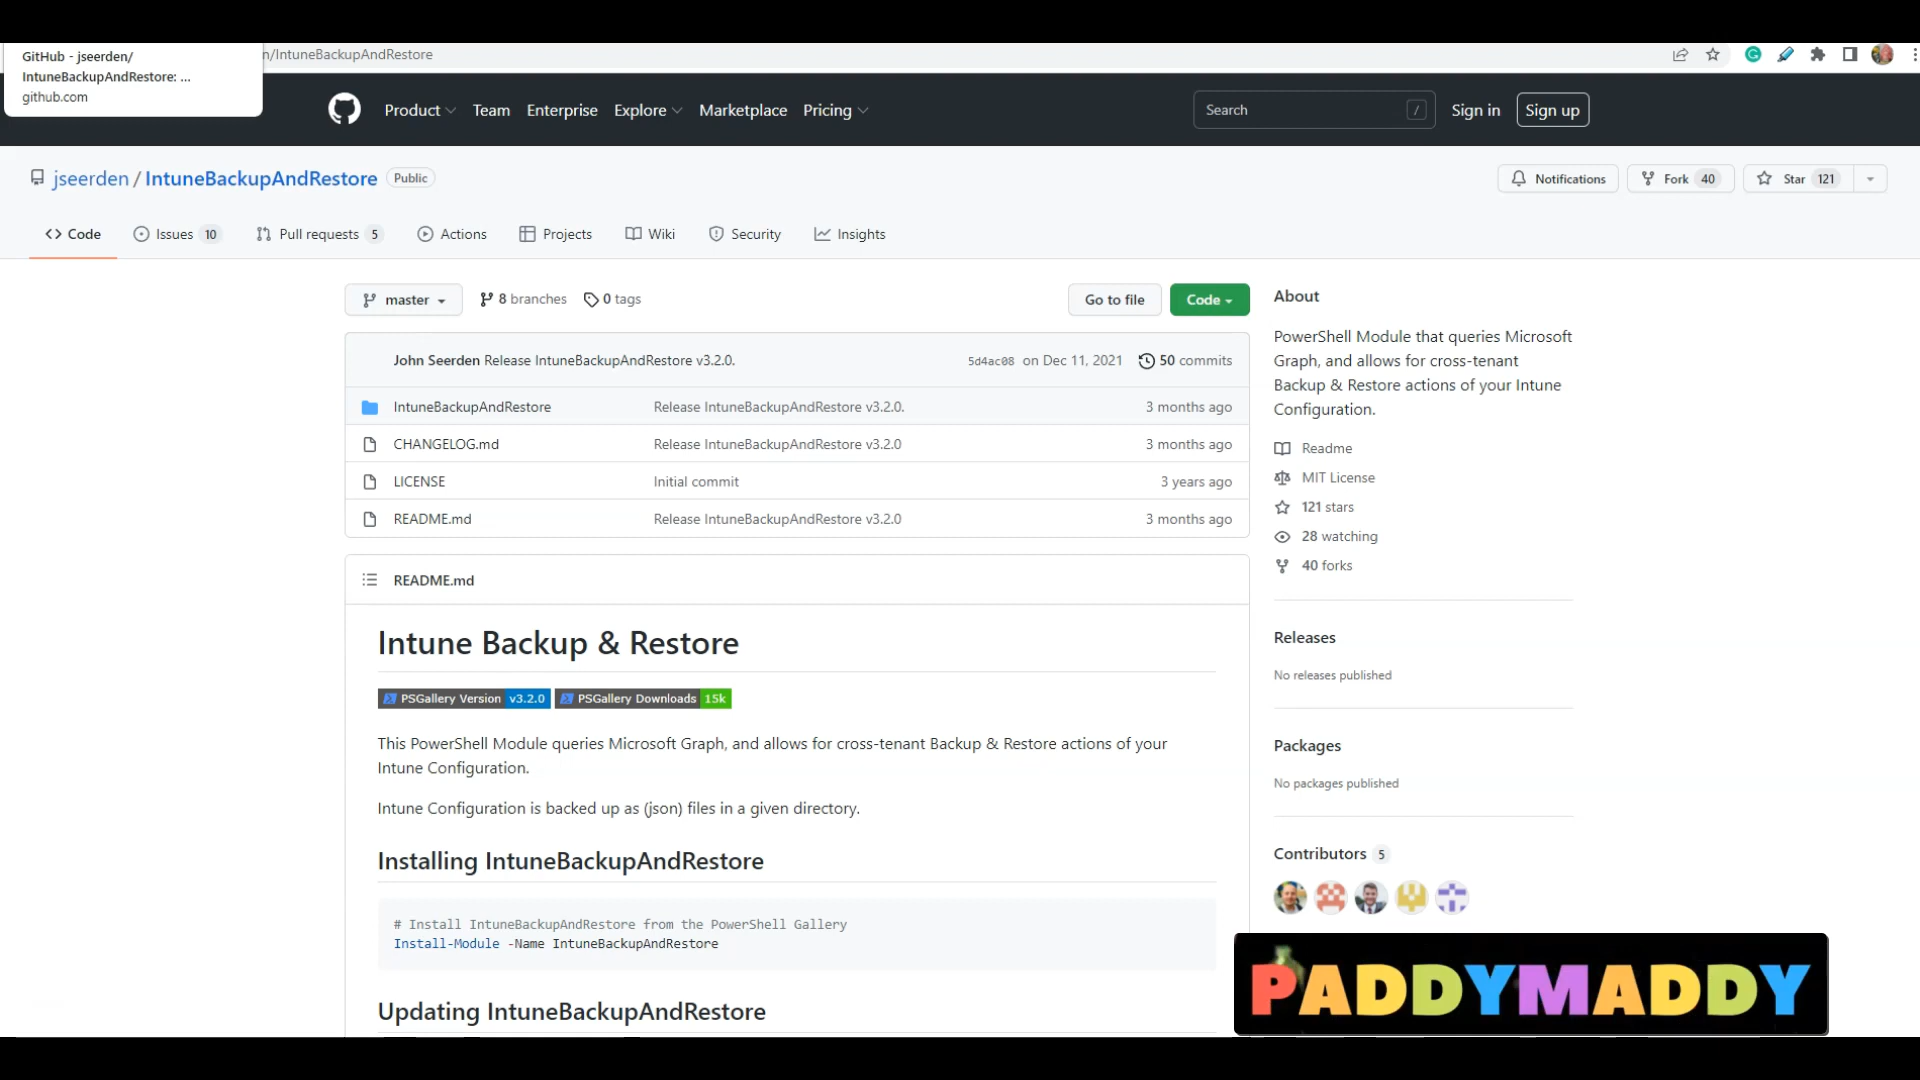 GitHub - jseerden/
IntuneBackupAndRestore: ...
github.com
n/IntuneBackupAndRestore
Product
Team
Enterprise
Explore
Marketplace
Pricing
Search
/
Sign in
Sign up
jseerden / IntuneBackupAndRestore Public
Notifications
Fork 40
Star 121
Code
Issues 10
Pull requests 5
Actions
Projects
Wiki
Security
Insights
master
8 branches
0 tags
Go to file
Code
John Seerden Release IntuneBackupAndRestore v3.2.0. 5d4ac08 on Dec 11, 2021 50 commits
IntuneBackupAndRestore Release IntuneBackupAndRestore v3.2.0. 3 months ago
CHANGELOG.md Release IntuneBackupAndRestore v3.2.0 3 months ago
LICENSE Initial commit 3 years ago
README.md Release IntuneBackupAndRestore v3.2.0 3 months ago
README.md
Intune Backup & Restore
PSGallery Version v3.2.0 PSGallery Downloads 15k
This PowerShell Module queries Microsoft Graph, and allows for cross-tenant Backup & Restore actions of your
Intune Configuration.
Intune Configuration is backed up as (json) files in a given directory.
Installing IntuneBackupAndRestore
# Install IntuneBackupAndRestore from the PowerShell Gallery
Install-Module -Name IntuneBackupAndRestore
Updating IntuneBackupAndRestore
About
PowerShell Module that queries Microsoft
Graph, and allows for cross-tenant
Backup & Restore actions of your Intune
Configuration.
Readme
MIT License
121 stars
28 watching
40 forks
Releases
No releases published
Packages
No packages published
Contributors 5
PADDYMADDY